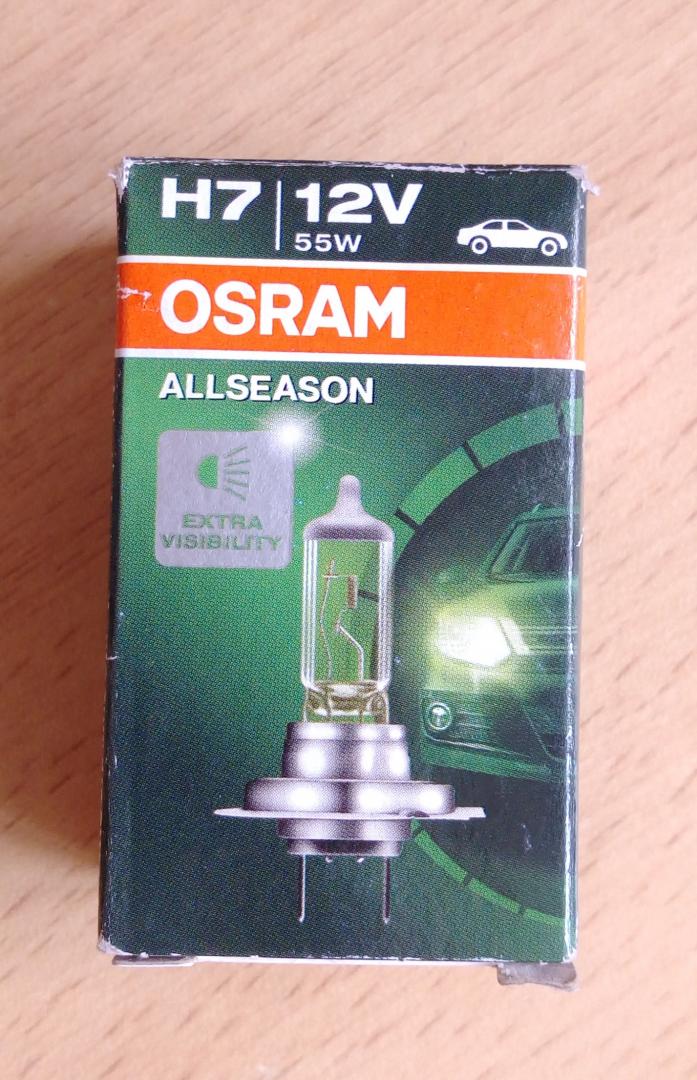 H7 12V
55W
OSRAM
ALLSEASON
EXTRA
VISIBILITY